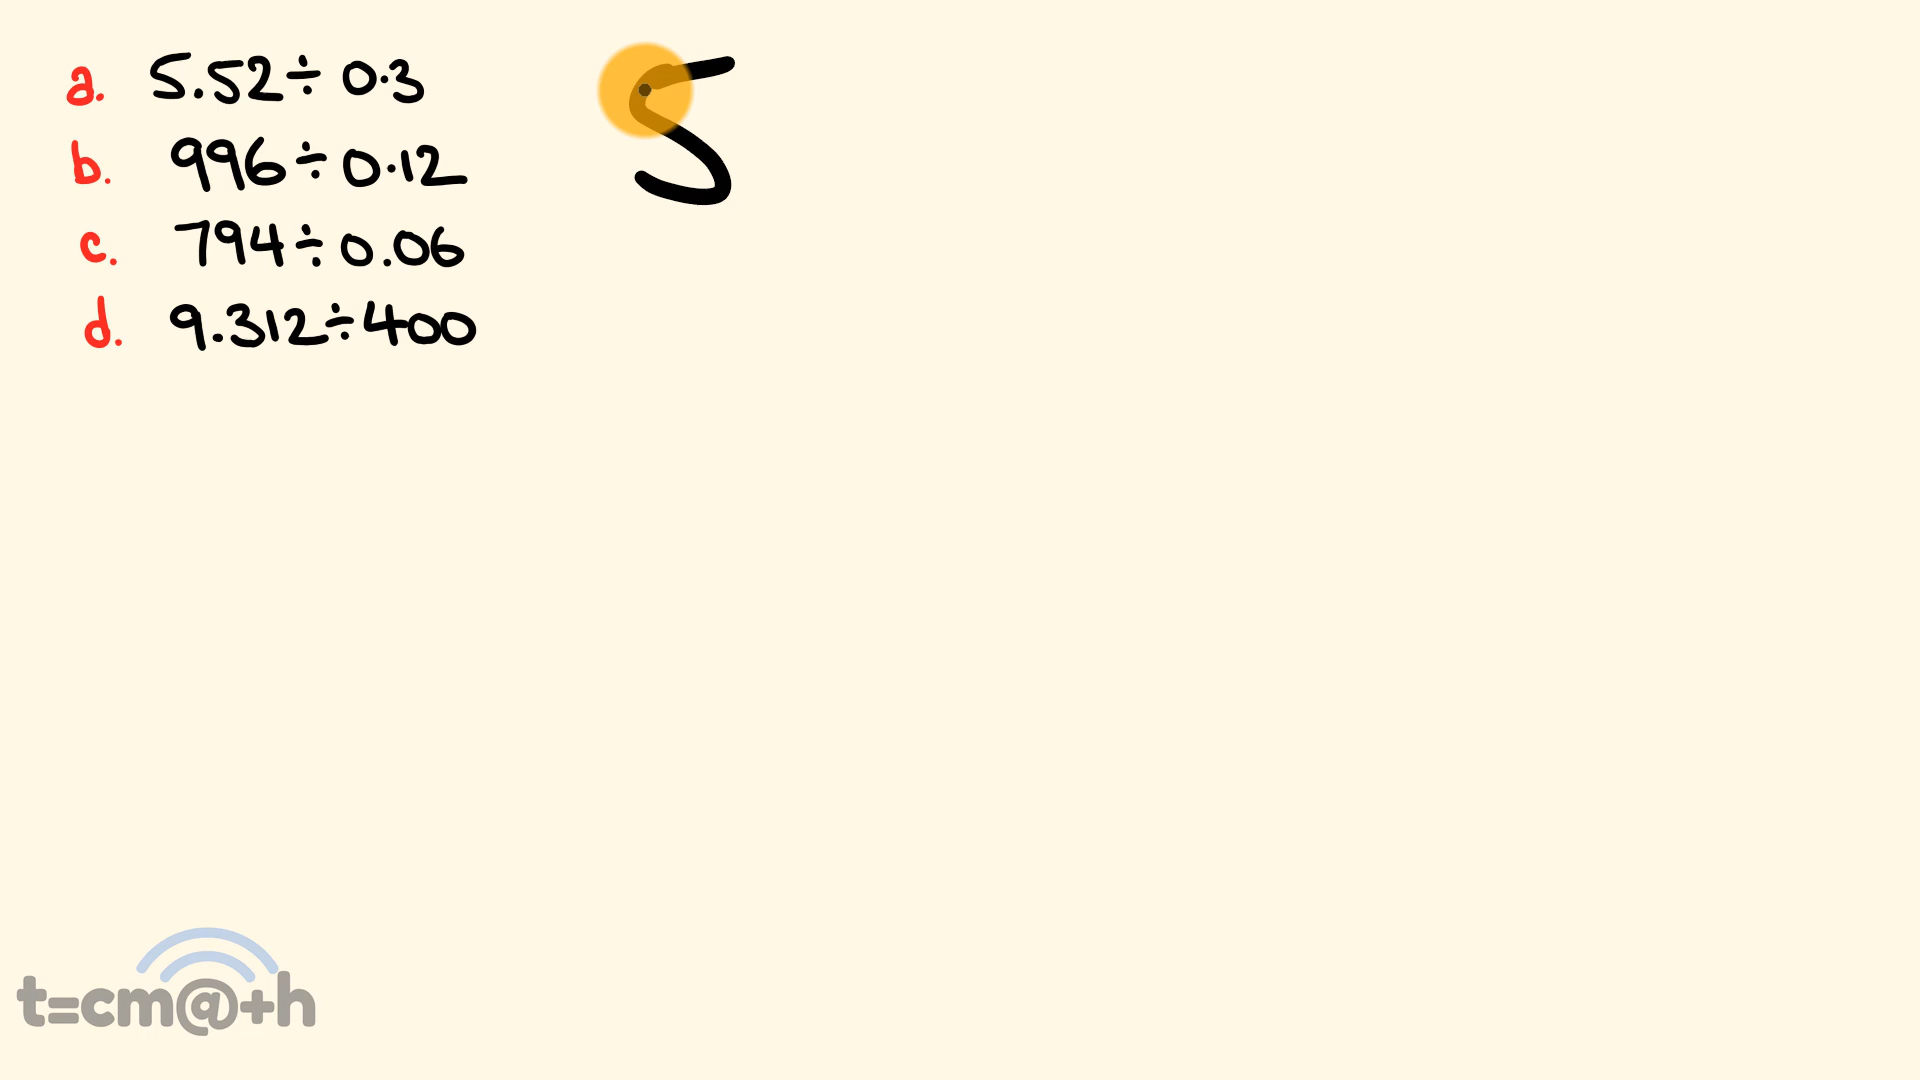 a. 5.52 ÷ 0.3
b. 996 ÷ 0.12
c. 794 ÷ 0.06
d. 9.312 ÷ 400
5
t=cm@+h